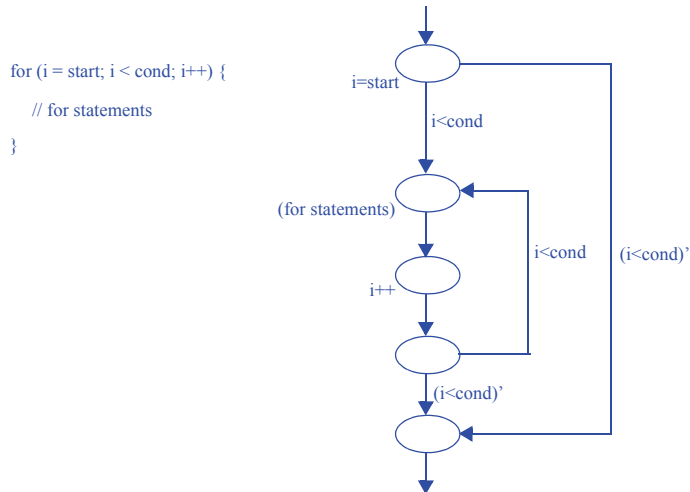 for (i = start; i < cond; i++) {
// for statements
}
i=start
i<cond
(for statements)
i<cond
(i<cond)’
i++
(i<cond)’